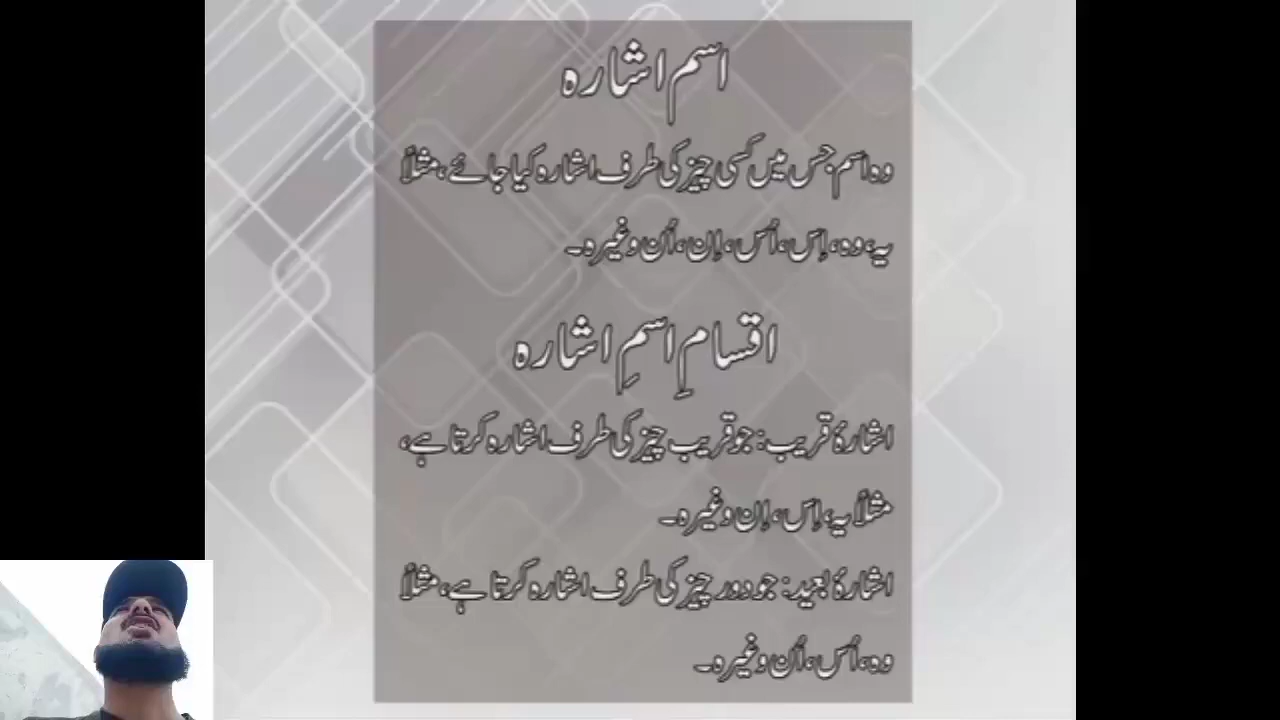 اسم اشارہ
وہ اسم جس میں کسی چیز کی طرف اشارہ کیا جائے، مثلاً
یہ، وہ، اِس، اُس، اِن، اُن وغیرہ۔
اقسامِ اسمِ اشارہ
اشارۂ قریب: جو قریب چیز کی طرف اشارہ کرتا ہے،
مثلاً یہ، اِس، اِن وغیرہ۔
اشارۂ بعید: جو دور چیز کی طرف اشارہ کرتا ہے، مثلاً
وہ، اُس، اُن وغیرہ۔